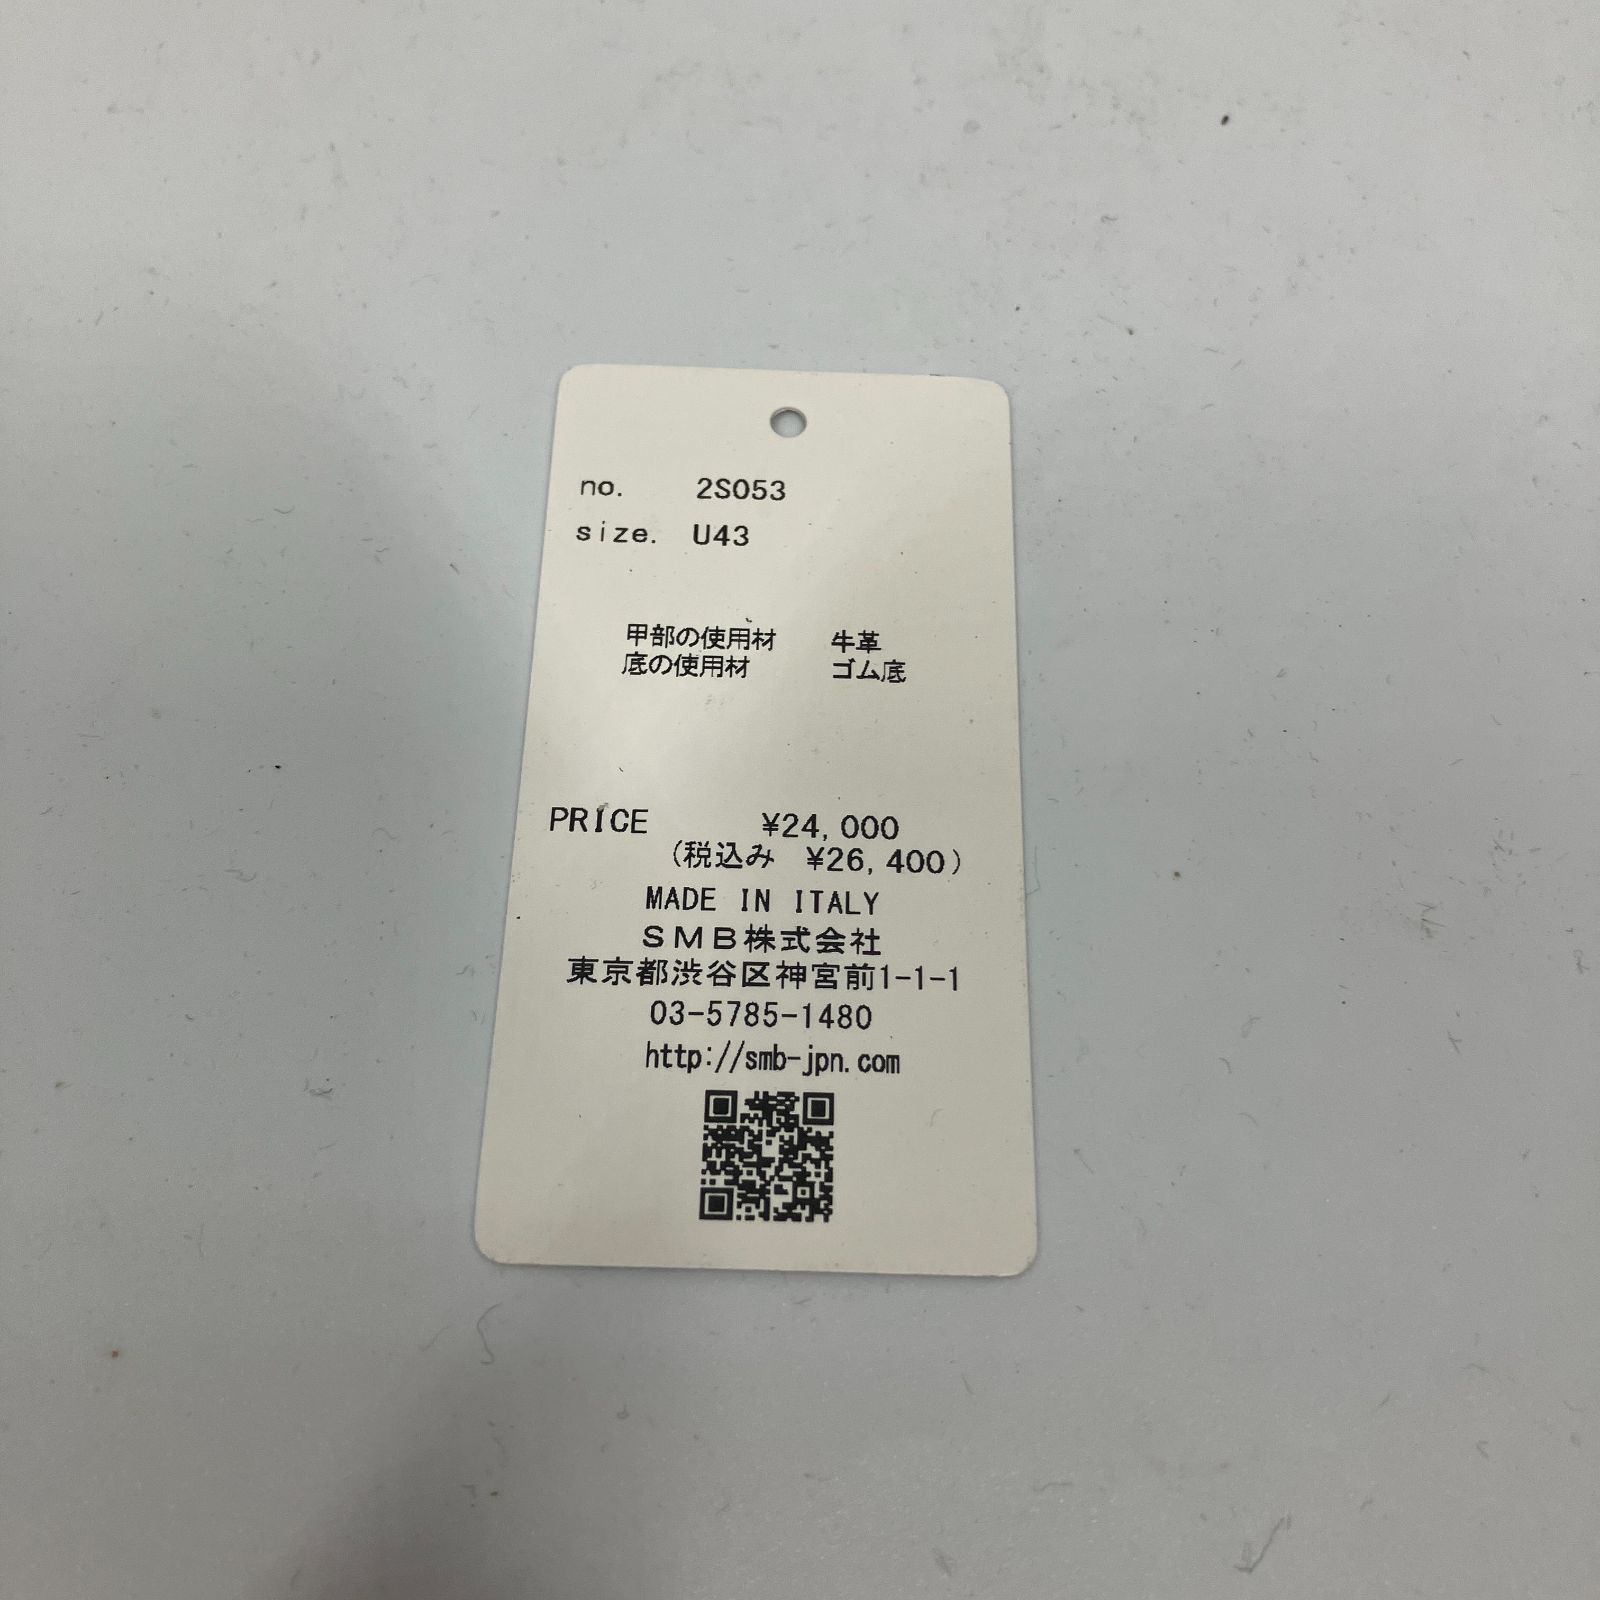 no. 2S053
size. U43
甲部の使用材 牛革
底の使用材 ゴム底
PRICE ¥24,000
(税込み ¥26,400)
MADE IN ITALY
SMB株式会社
東京都渋谷区神宮前1-1-1
03-5785-1480
http://smb-jpn.com